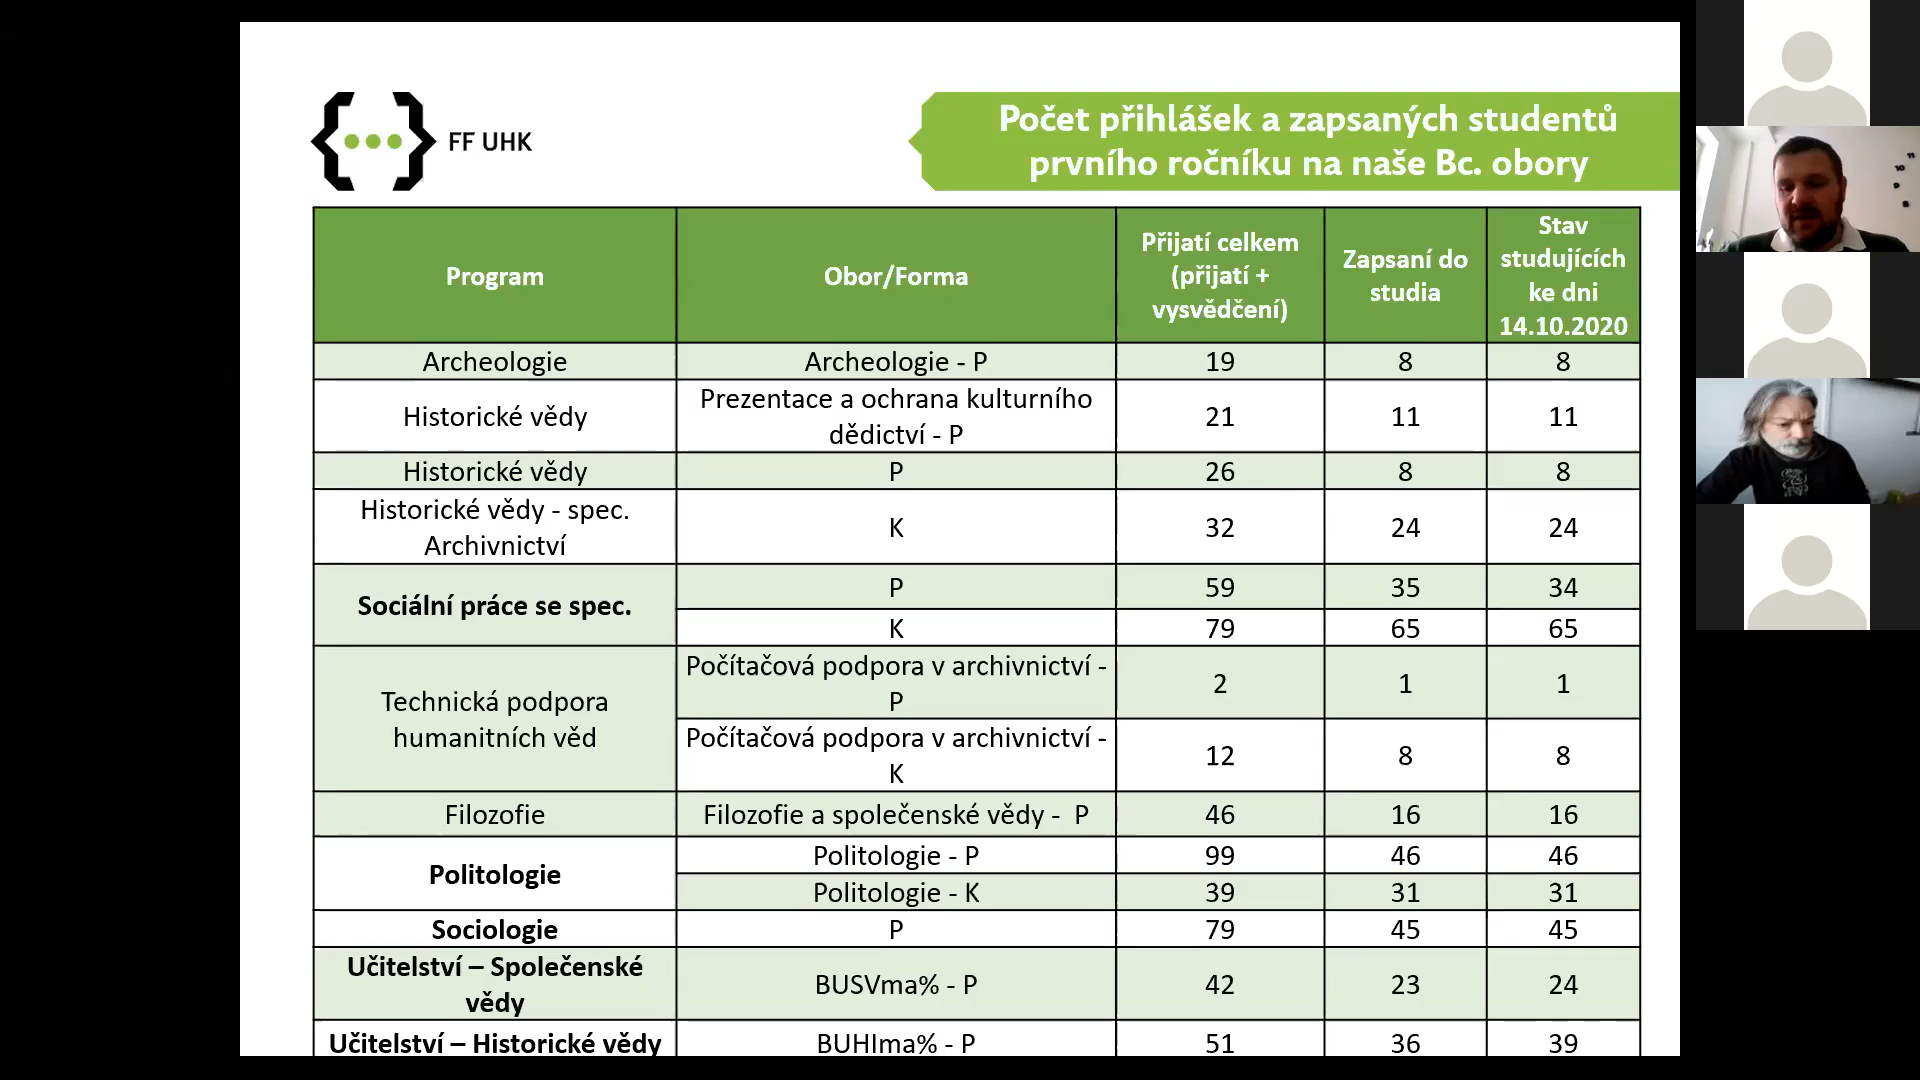 FF UHK
Počet přihlášek a zapsaných studentů
prvního ročníku na naše Bc. obory
Program
Obor/Forma
Přijatí celkem
(přijatí +
vysvědčení)
Zapsaní do
studia
Stav
studujících
ke dni
14.10.2020
Archeologie
Archeologie - P
19
8
8
Historické vědy
Prezentace a ochrana kulturního
dědictví - P
21
11
11
Historické vědy
P
26
8
8
Historické vědy - spec.
Archivnictví
K
32
24
24
Sociální práce se spec.
P
59
35
34
K
79
65
65
Technická podpora
humanitních věd
Počítačová podpora v archivnictví -
P
2
1
1
Počítačová podpora v archivnictví -
K
12
8
8
Filozofie
Filozofie a společenské vědy - P
46
16
16
Politologie
Politologie - P
99
46
46
Politologie - K
39
31
31
Sociologie
P
79
45
45
Učitelství – Společenské
vědy
BUSVma% - P
42
23
24
Učitelství – Historické vědy
BUHIma% - P
51
36
39